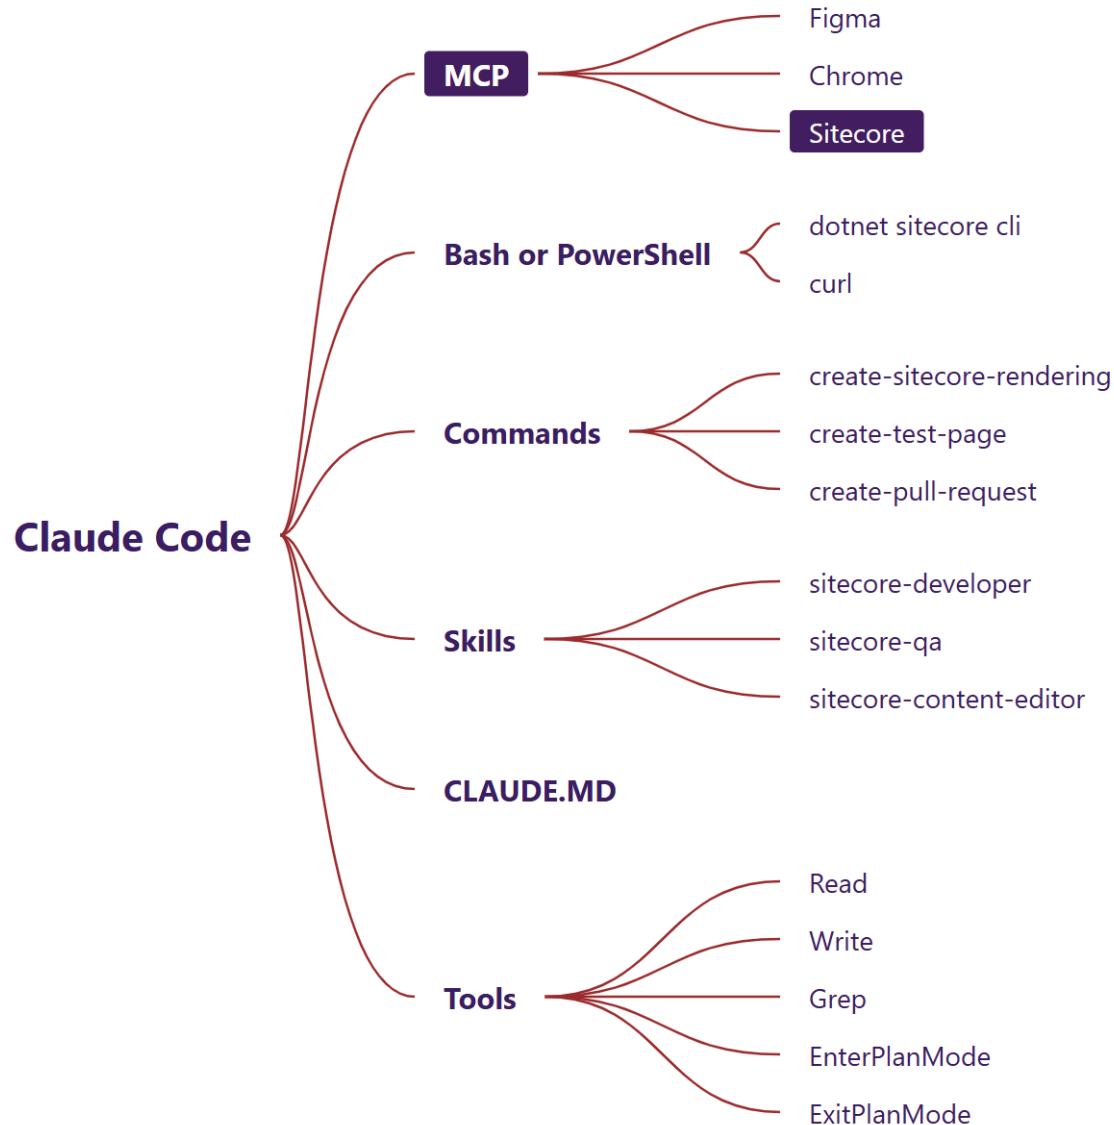 Claude Code
MCP
Figma
Chrome
Sitecore
Bash or PowerShell
dotnet sitecore cli
curl
Commands
create-sitecore-rendering
create-test-page
create-pull-request
Skills
sitecore-developer
sitecore-qa
sitecore-content-editor
CLAUDE.MD
Tools
Read
Write
Grep
EnterPlanMode
ExitPlanMode